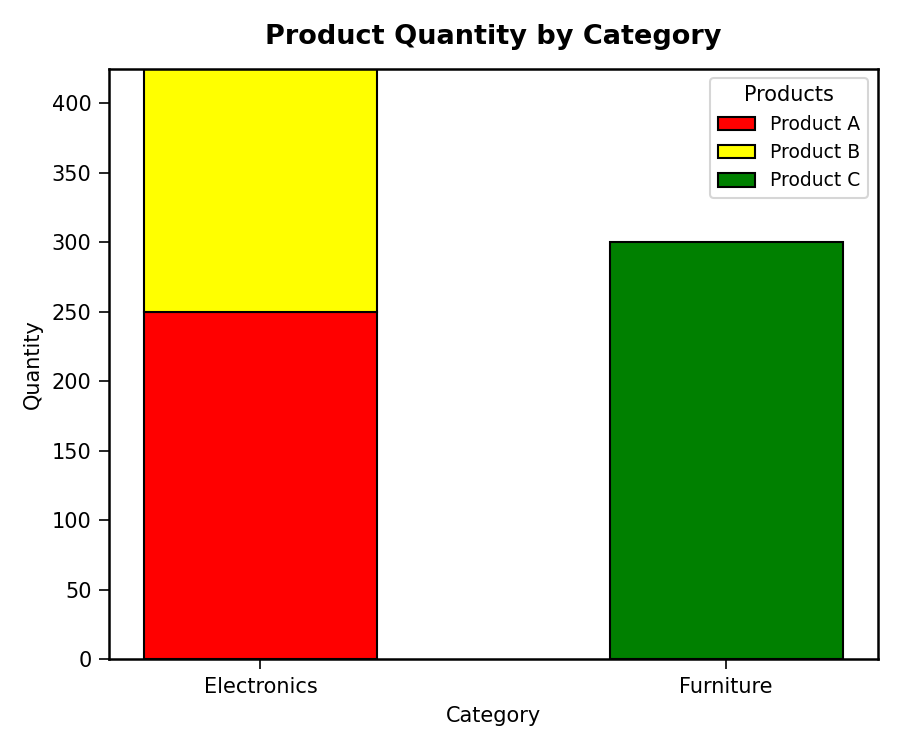 Product Quantity by Category
Products
Product A
Product B
Product C
400
350
300
250
200
150
100
50
0
Quantity
Electronics
Furniture
Category